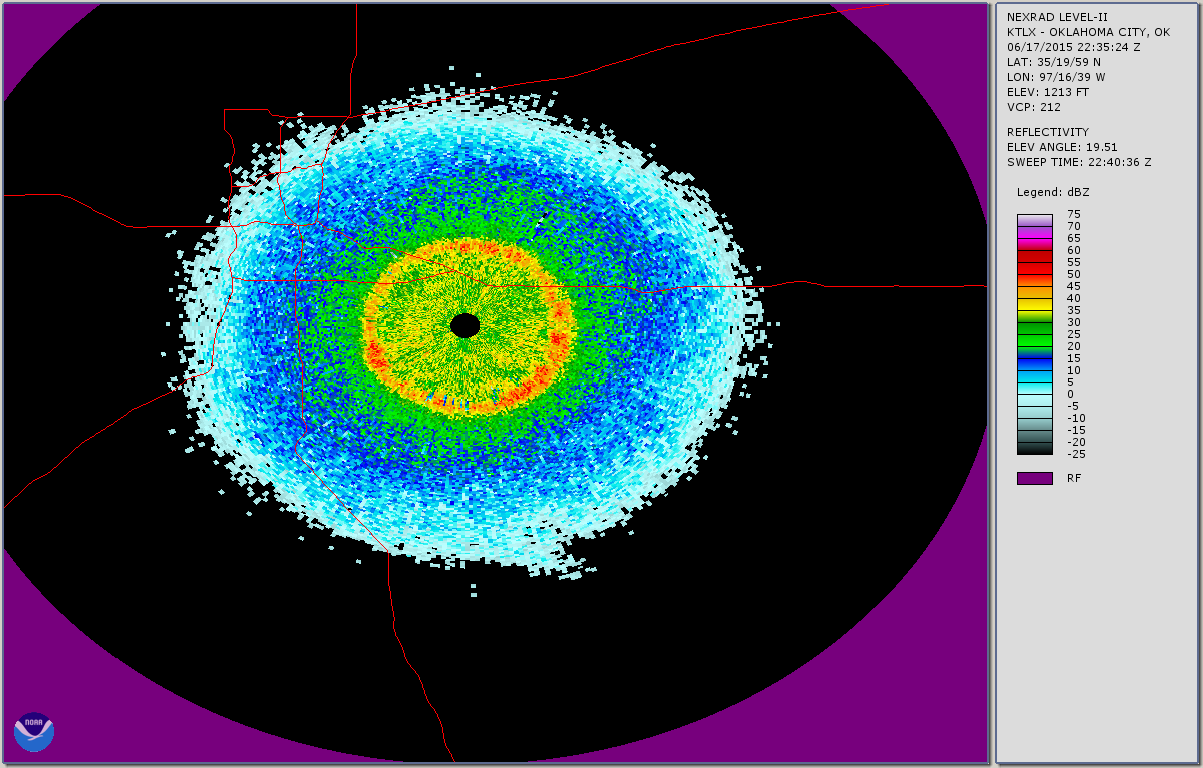 NEXRAD LEVEL-II
KTLX - OKLAHOMA CITY, OK
06/17/2015 22:35:24 Z
LAT: 35/19/59 N
LON: 97/16/39 W
ELEV: 1213 FT
VCP: 212
REFLECTIVITY
ELEV ANGLE: 19.51
SWEEP TIME: 22:40:36 Z
Legend: dBZ
75
70
65
60
55
50
45
40
35
30
25
20
15
10
5
0
-5
-10
-15
-20
-25
RF
NOAA